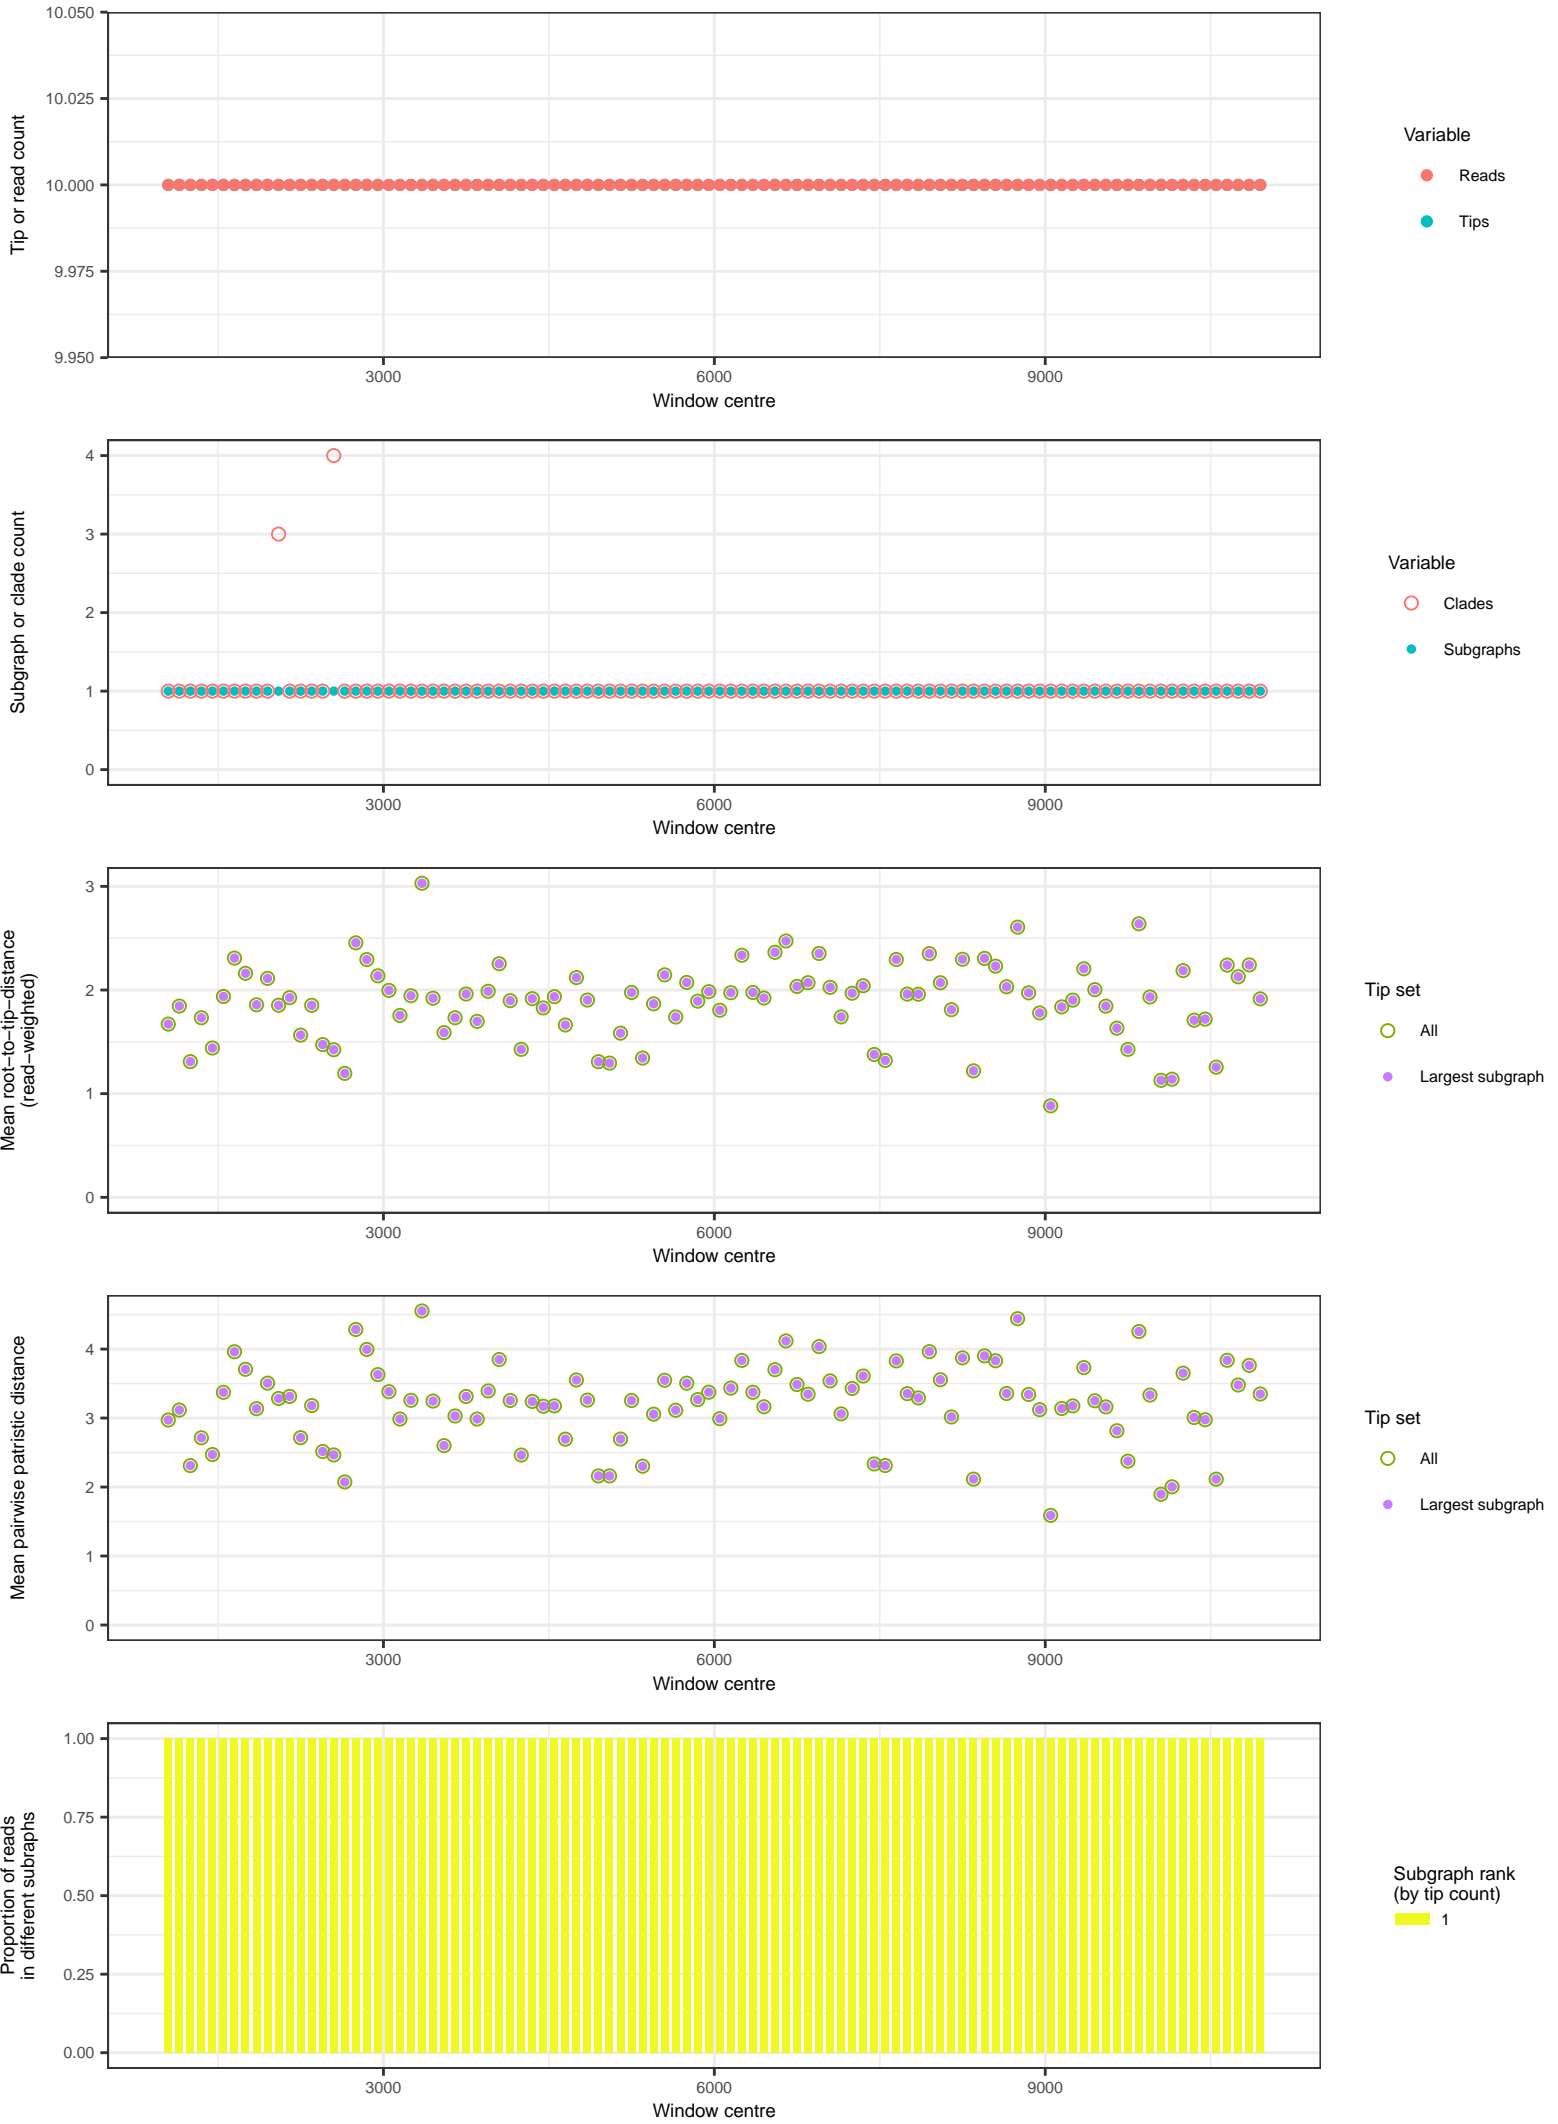 10.050
10.025
10.000
9.975
9.950
Tip or read count
3000 6000 9000
Window centre
Variable
Reads
Tips
4
3
2
1
0
Subgraph or clade count
3000 6000 9000
Window centre
Variable
Clades
Subgraphs
3
2
1
0
Mean root−to−tip−distance
(read−weighted)
3000 6000 9000
Window centre
Tip set
All
Largest subgraph
4
3
2
1
0
Mean pairwise patristic distance
3000 6000 9000
Window centre
Tip set
All
Largest subgraph
1.00
0.75
0.50
0.25
0.00
Proportion of reads
in different subraphs
3000 6000 9000
Window centre
Subgraph rank
(by tip count)
1